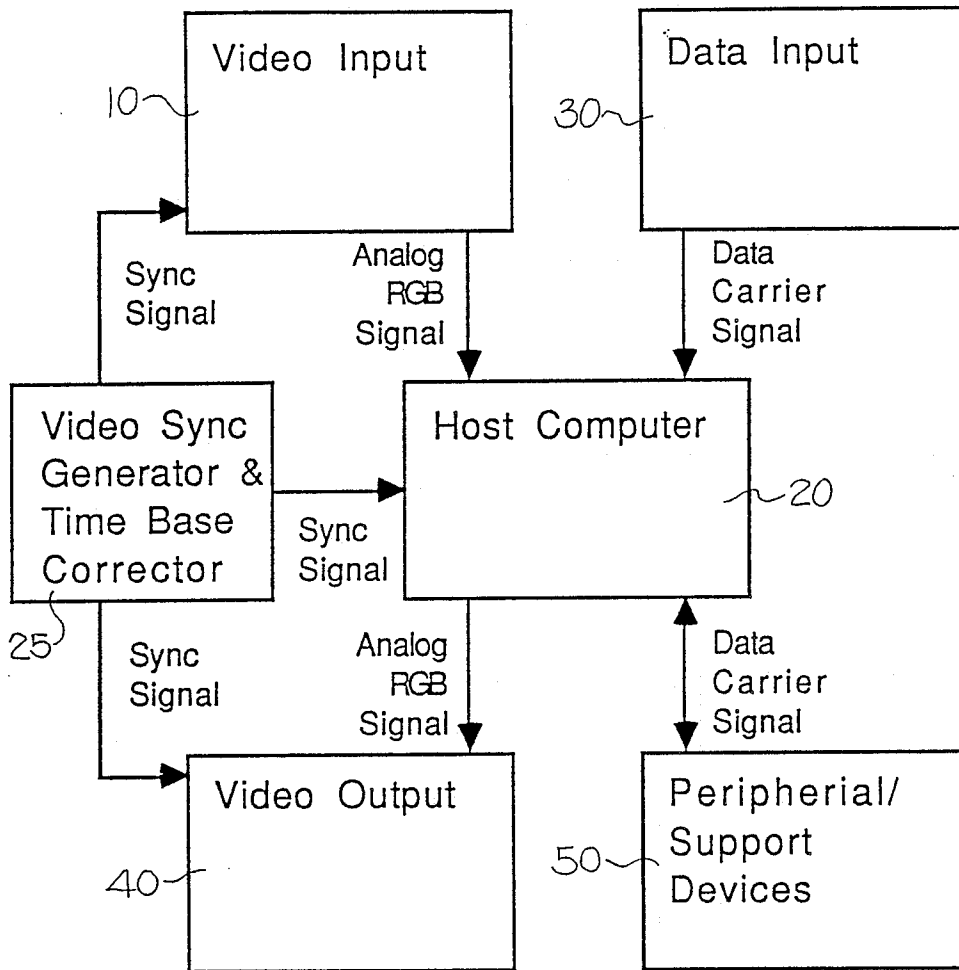 Video Input
10
Data Input
30
Sync
Signal
Analog
RGB
Signal
Data
Carrier
Signal
Video Sync
Generator &
Time Base
Corrector
25
Host Computer
20
Sync
Signal
Sync
Signal
Analog
RGB
Signal
Data
Carrier
Signal
Video Output
40
Peripherial/
Support
Devices
50